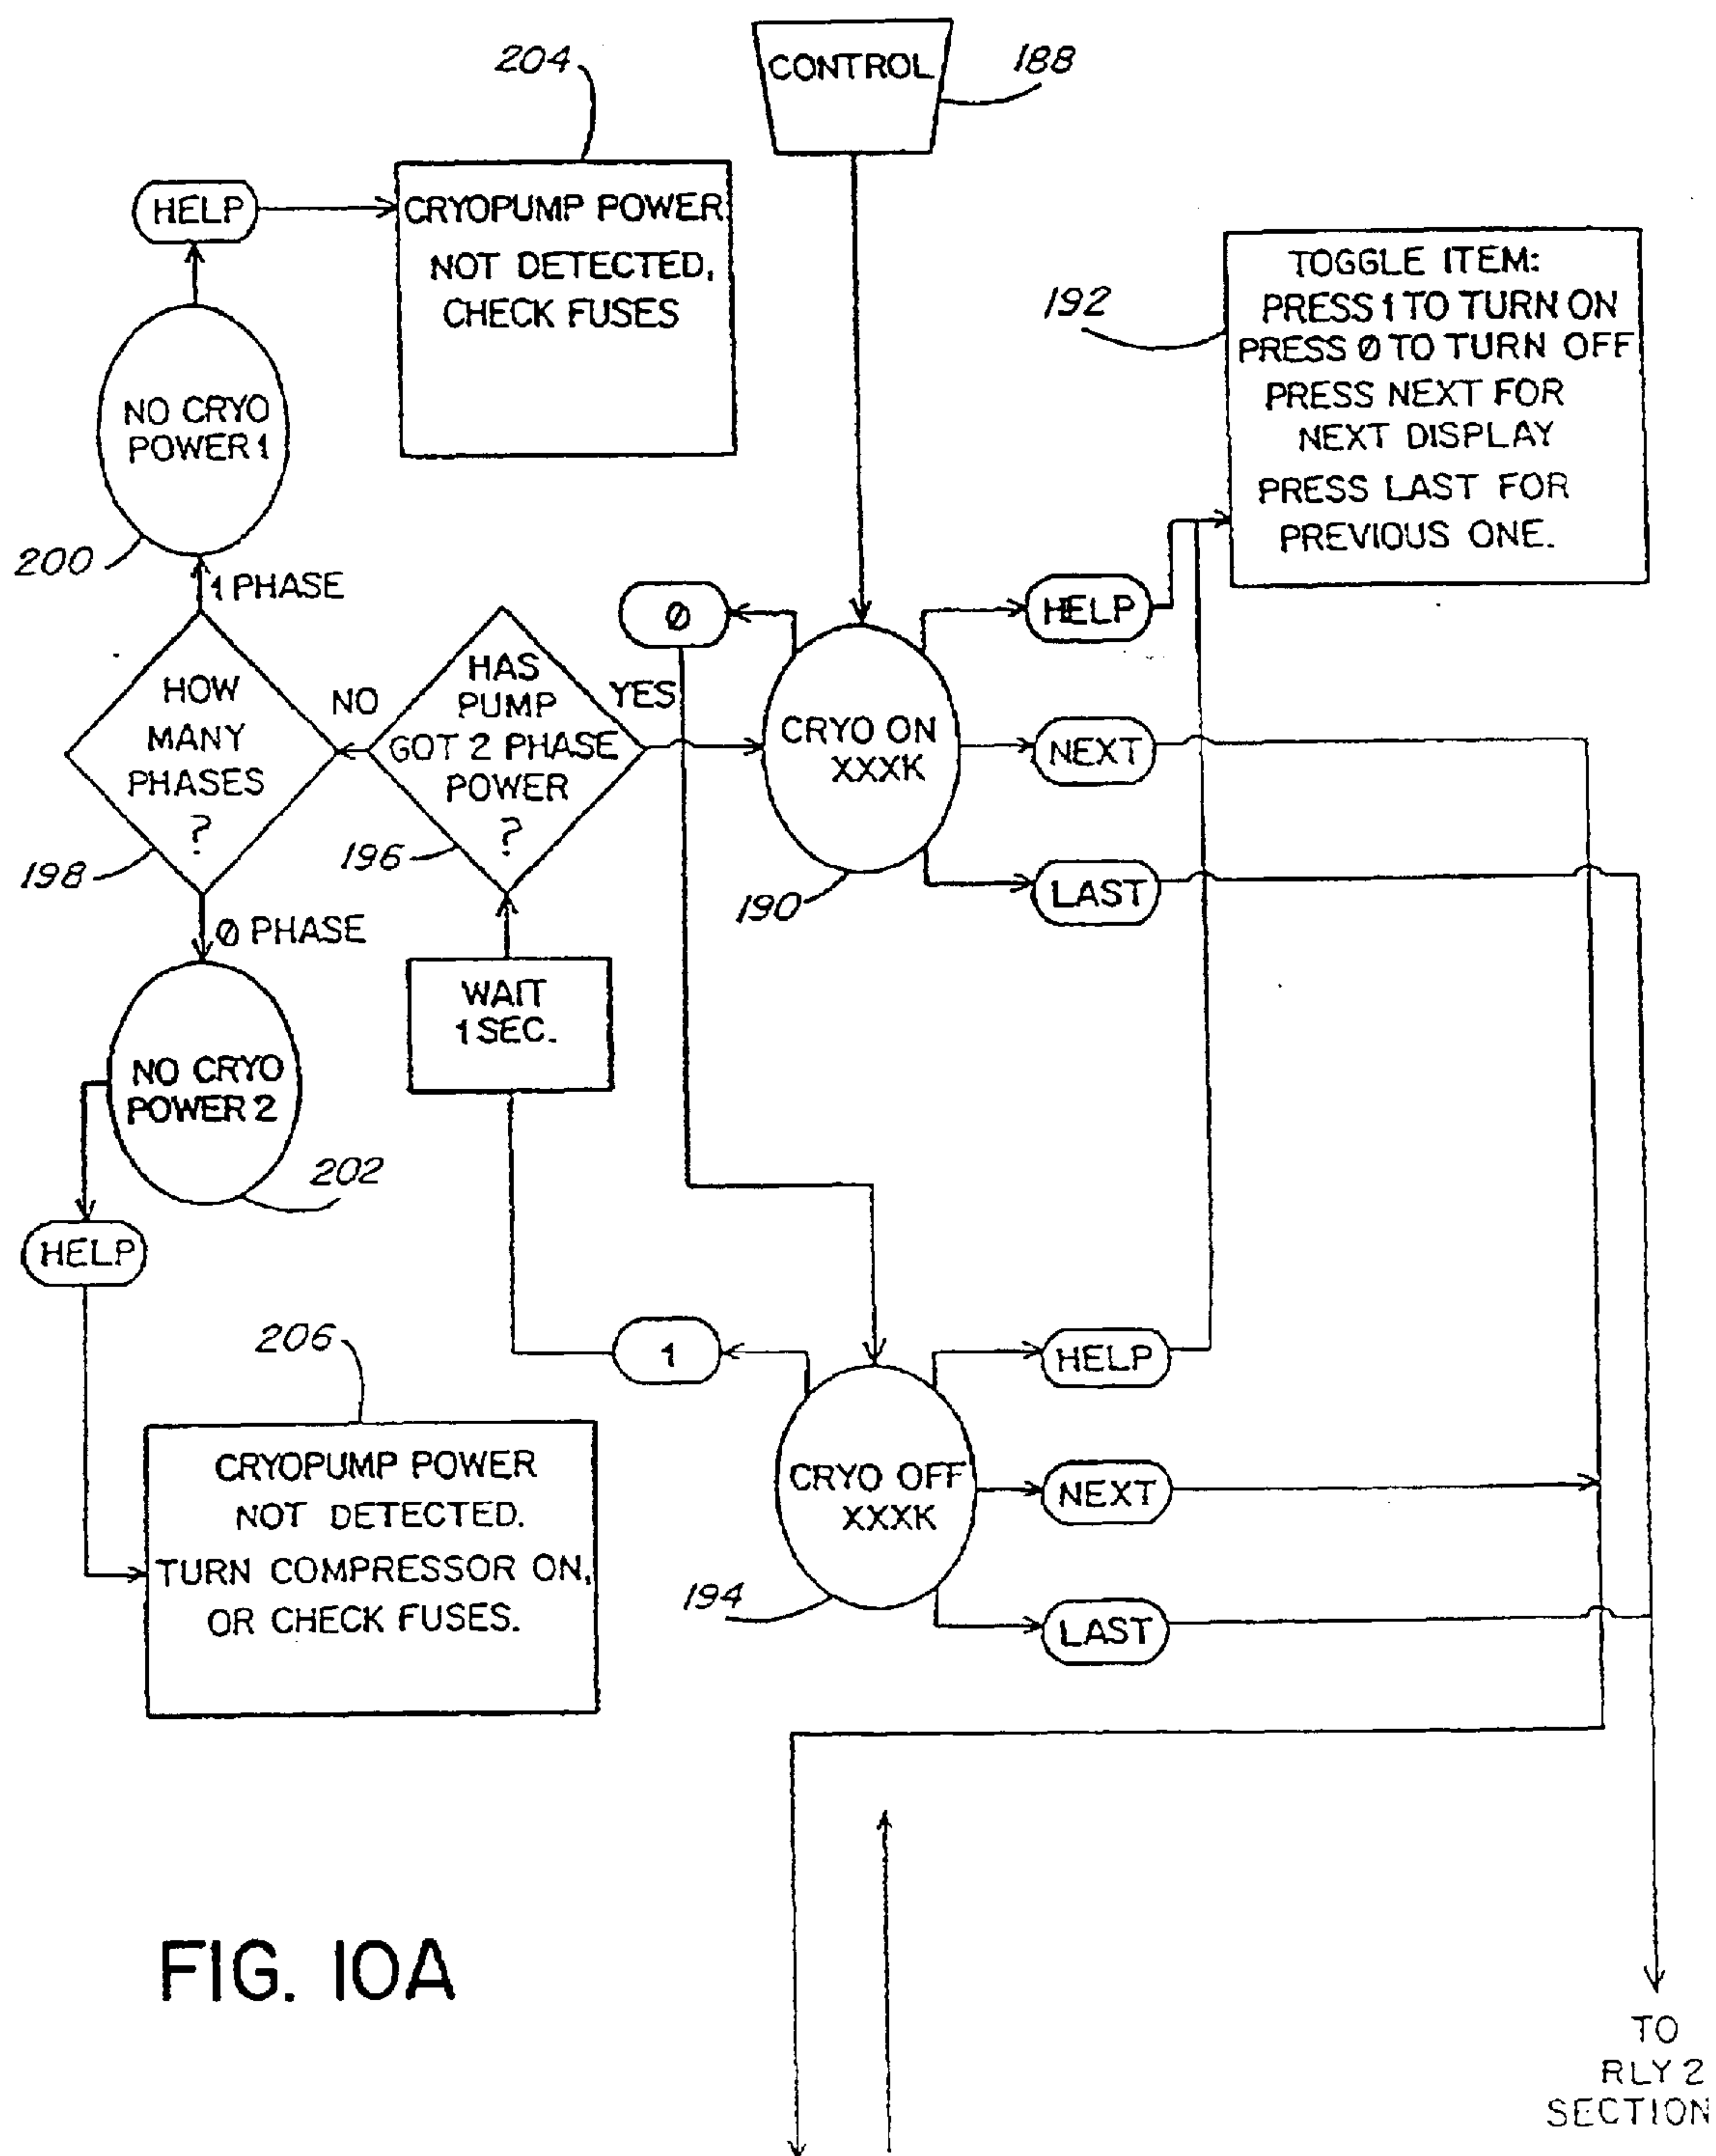 CONTROL
188
204
HELP
CRYOPUMP POWER
NOT DETECTED,
CHECK FUSES
NO CRYO
POWER 1
200
1 PHASE
192
TOGGLE ITEM:
PRESS 1 TO TURN ON
PRESS Ø TO TURN OFF
PRESS NEXT FOR
NEXT DISPLAY
PRESS LAST FOR
PREVIOUS ONE.
HOW
MANY
PHASES
?
198
NO
HAS
PUMP
GOT 2 PHASE
POWER
?
196
YES
Ø
CRYO ON
XXXK
190
HELP
NEXT
LAST
Ø PHASE
NO CRYO
POWER 2
202
WAIT
1 SEC.
HELP
206
CRYOPUMP POWER
NOT DETECTED.
TURN COMPRESSOR ON,
OR CHECK FUSES.
1
CRYO OFF
XXXK
194
HELP
NEXT
LAST
FIG. 10A
TO
RLY 2
SECTION